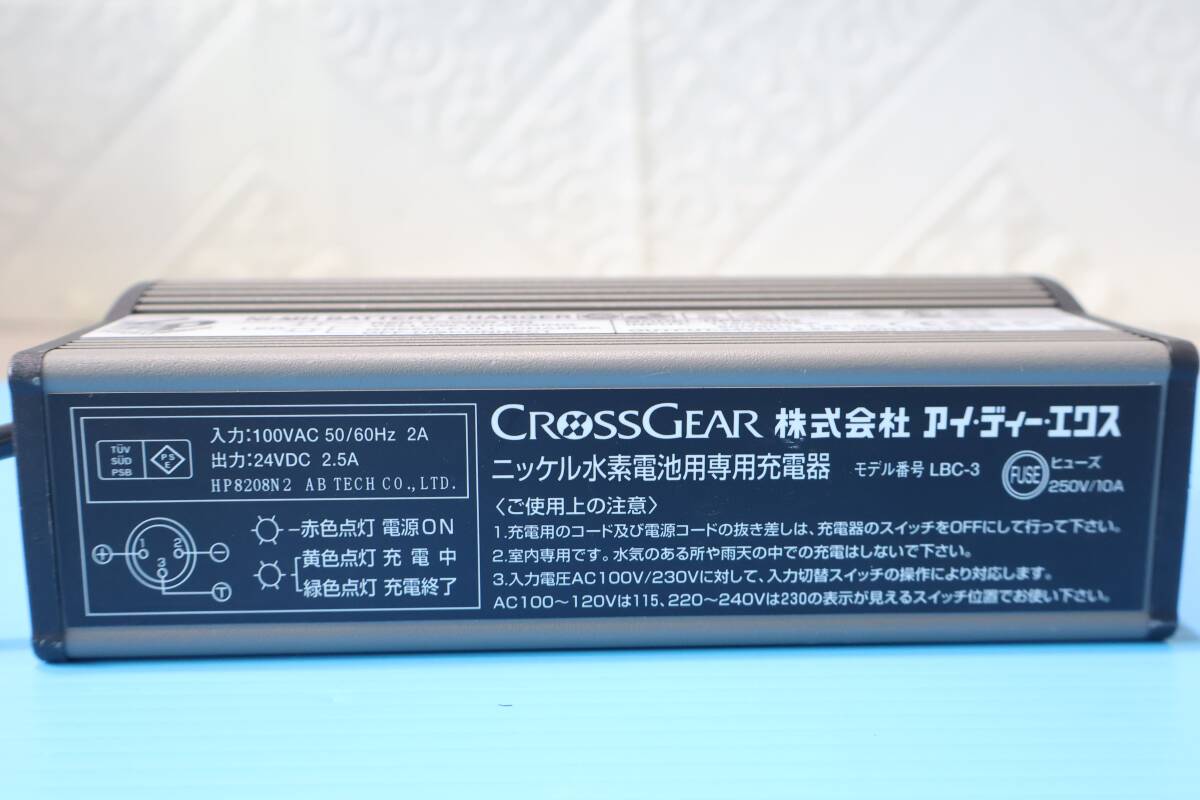 NI-MH BATTERY CHARGER
TÜV
SÜD
PSB
PS
E
入力:100VAC 50/60Hz 2A
出力:24VDC 2.5A
HP8208N2 AB TECH CO.,LTD.
+ 1 2 −
3
T
赤色点灯 電源ON
黄色点灯 充電中
緑色点灯 充電終了
CROSSGEAR 株式会社 アイ・ディー・エクス
ニッケル水素電池用専用充電器 モデル番号 LBC-3
FUSE
ヒューズ
250V/10A
〈ご使用上の注意〉
1.充電用のコード及び電源コードの抜き差しは、充電器のスイッチをOFFにして行って下さい。
2.室内専用です。水気のある所や雨天の中での充電はしないで下さい。
3.入力電圧AC100V/230Vに対して、入力切替スイッチの操作により対応します。
AC100〜120Vは115、220〜240Vは230の表示が見えるスイッチ位置でお使い下さい。